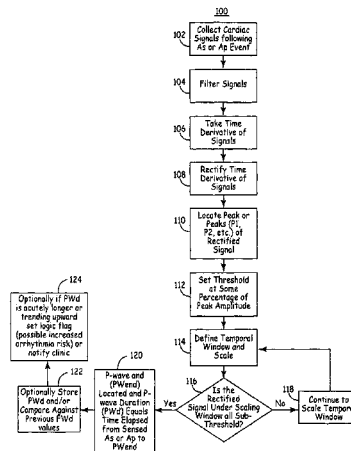 100
102
Collect Cardiac
Signals following
As or Ap Event
104
Filter Signals
106
Take Time
Derivative
of Signals
108
Rectify Time
Derivative of
Signals
110
Locate Peak or
Peaks (P1,
P2, etc.) of
Rectified Signal
112
Set Threshold
at Some
Percentage of
Peak Amplitude
114
Define Temporal
Window and
Scale
116
Is the
Rectified
Signal Under Scaling
Window all Sub-
Threshold?
No
118
Continue to
Scale Temporal
Window
Yes
120
P-wave and
(PWend)
Located and P-
wave Duration
(PWd) Equals
Time Elapsed from
Sensed As or Ap to
PWend
122
Optionally Store
PWd and/or
Compare Against
Previous PWd
values
124
Optionally if PWd
is acutely longer or
trending upward
set logic flag
(possible increased
arrhythmia risk) or
notify clinic